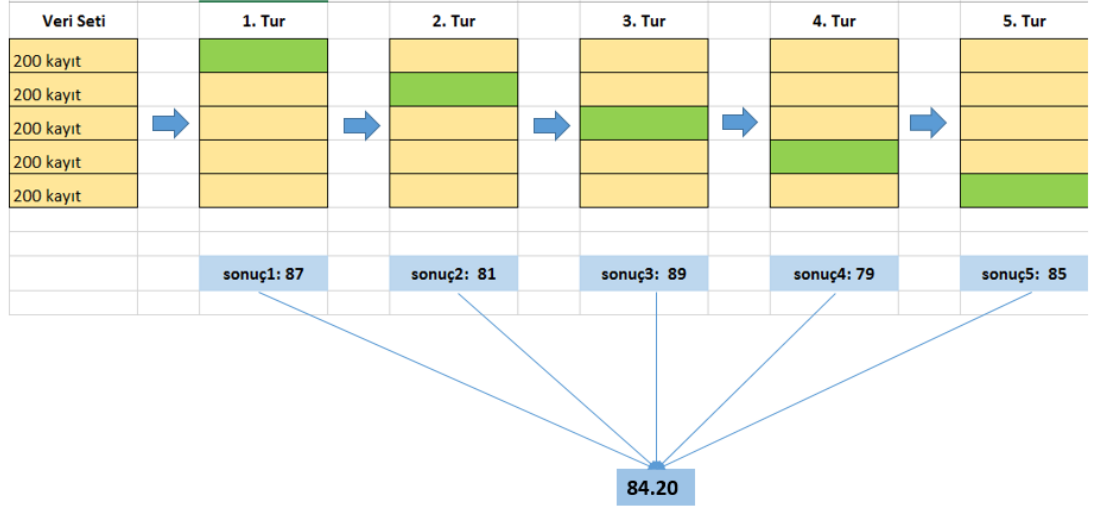 Veri Seti 1. Tur 2. Tur 3. Tur 4. Tur 5. Tur
200 kayıt
200 kayıt
200 kayıt
200 kayıt
200 kayıt
sonuç1: 87 sonuç2: 81 sonuç3: 89 sonuç4: 79 sonuç5: 85
84.20